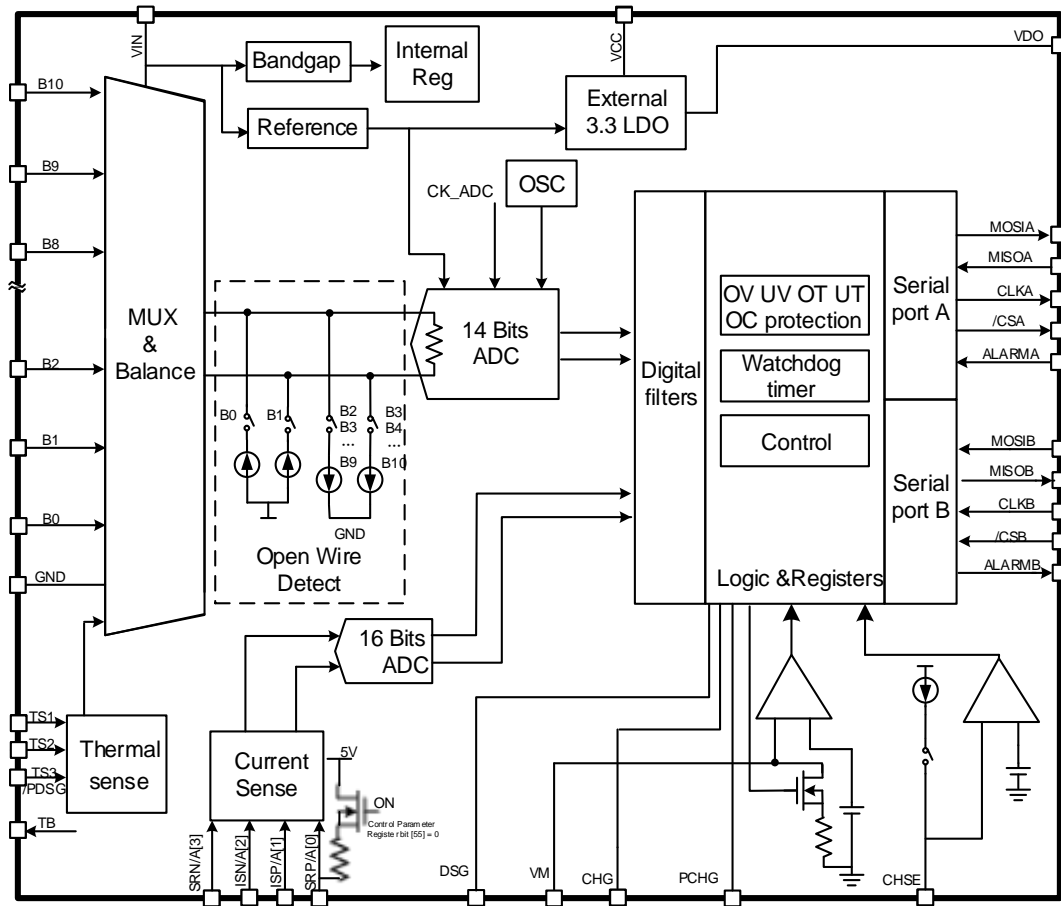 VIN
VCC
VDO
Bandgap
Internal
Reg
B10
External
3.3 LDO
Reference
B9
OSC
CK_ADC
B8
MOSIA
MISOA
CLKA
/CSA
ALARMA
Serial
port A
OV UV OT UT
OC protection
MUX
&
Balance
14 Bits
ADC
Digital
filters
Watchdog
timer
B2
B0
B1
B2
B3
...
B9
B3
B4
...
B10
Control
B1
MOSIB
MISOB
CLKB
/CSB
ALARMB
Serial
port B
B0
GND
Open Wire
Detect
GND
Logic &Registers
16 Bits
ADC
TS1
TS2
TS3
/PDSG
Thermal
sense
TB
Current
Sense
5V
ON
Control Parameter
Register bit [55] = 0
SRN/A[3]
ISN/A[2]
ISP/A[1]
SRP/A[0]
DSG
VM
CHG
PCHG
CHSE